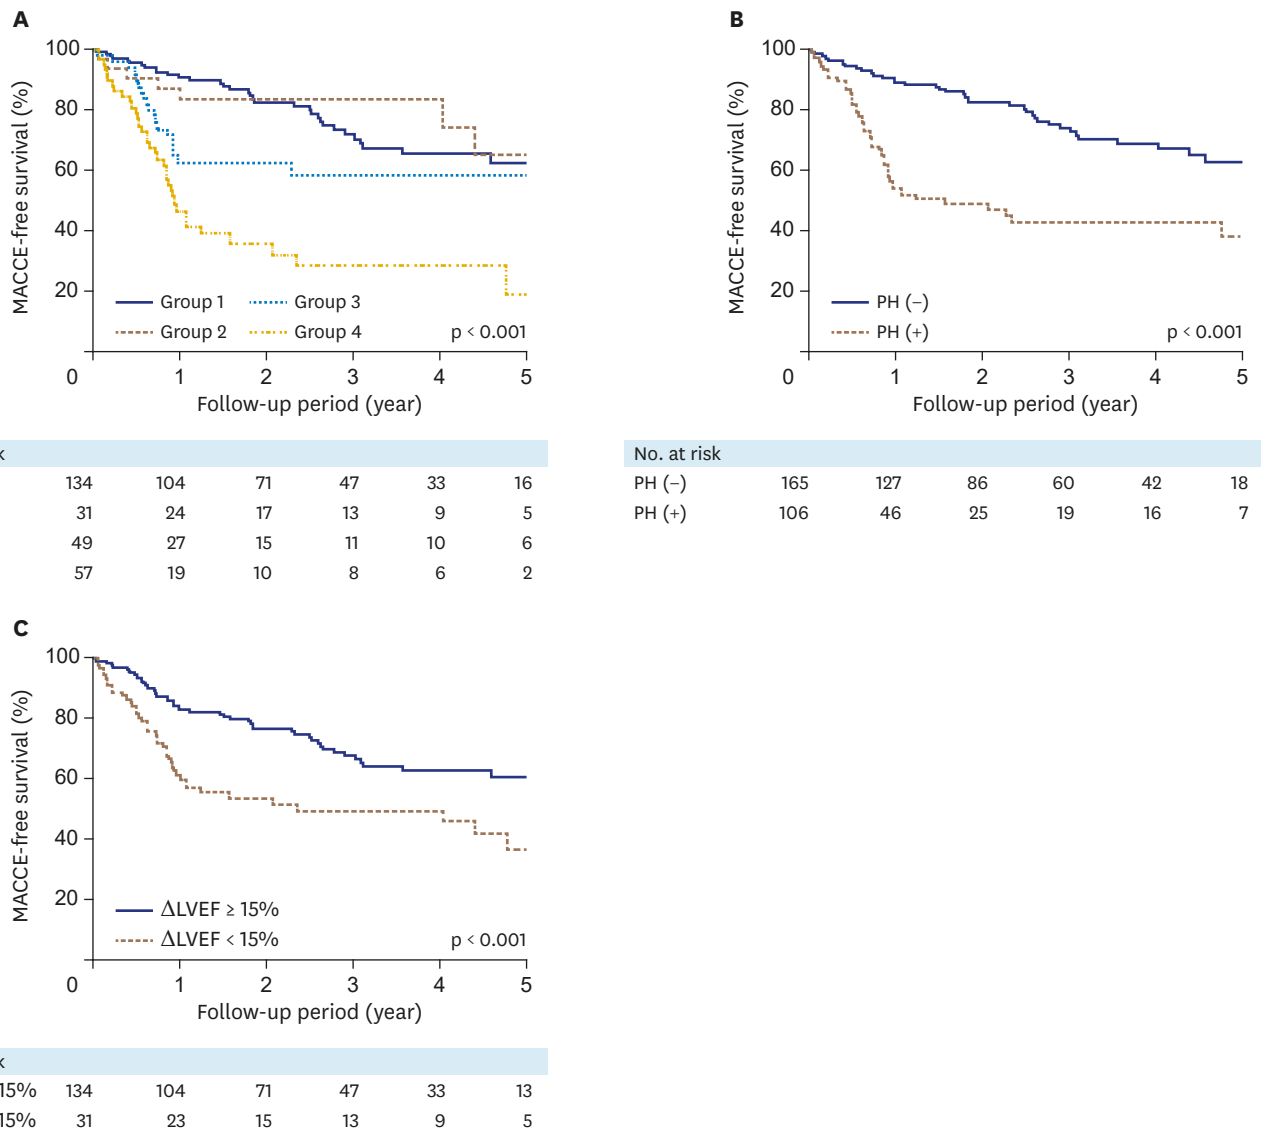 A
MACCE-free survival (%)
100
80
60
40
20
0
Group 1
Group 3
Group 2
Group 4
p < 0.001
1 2 3 4 5
Follow-up period (year)
k
134 104 71 47 33 16
31 24 17 13 9 5
49 27 15 11 10 6
57 19 10 8 6 2
B
MACCE-free survival (%)
100
80
60
40
20
0
PH (−)
PH (+)
p < 0.001
1 2 3 4 5
Follow-up period (year)
No. at risk
PH (−) 165 127 86 60 42 18
PH (+) 106 46 25 19 16 7
C
MACCE-free survival (%)
100
80
60
40
20
0
ΔLVEF ≥ 15%
ΔLVEF < 15%
p < 0.001
1 2 3 4 5
Follow-up period (year)
k
15% 134 104 71 47 33 13
15% 31 23 15 13 9 5